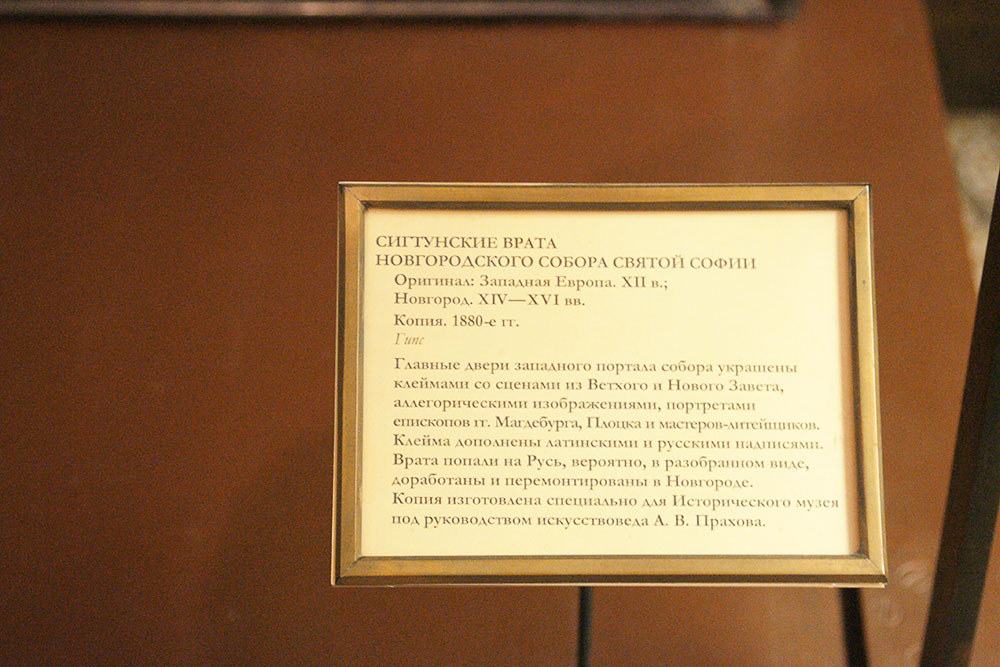 СИГТУНСКИЕ ВРАТА
НОВГОРОДСКОГО СОБОРА СВЯТОЙ СОФИИ
Оригинал: Западная Европа. XII в.;
Новгород. XIV—XVI вв.
Копия. 1880-е гг.
Гипс
Главные двери западного портала собора украшены
клеймами со сценами из Ветхого и Нового Завета,
аллегорическими изображениями, портретами
епископов гг. Магдебурга, Плоцка и мастеров-литейщиков.
Клейма дополнены латинскими и русскими надписями.
Врата попали на Русь, вероятно, в разобранном виде,
доработаны и перемонтированы в Новгороде.
Копия изготовлена специально для Исторического музея
под руководством искусствоведа А. В. Прахова.